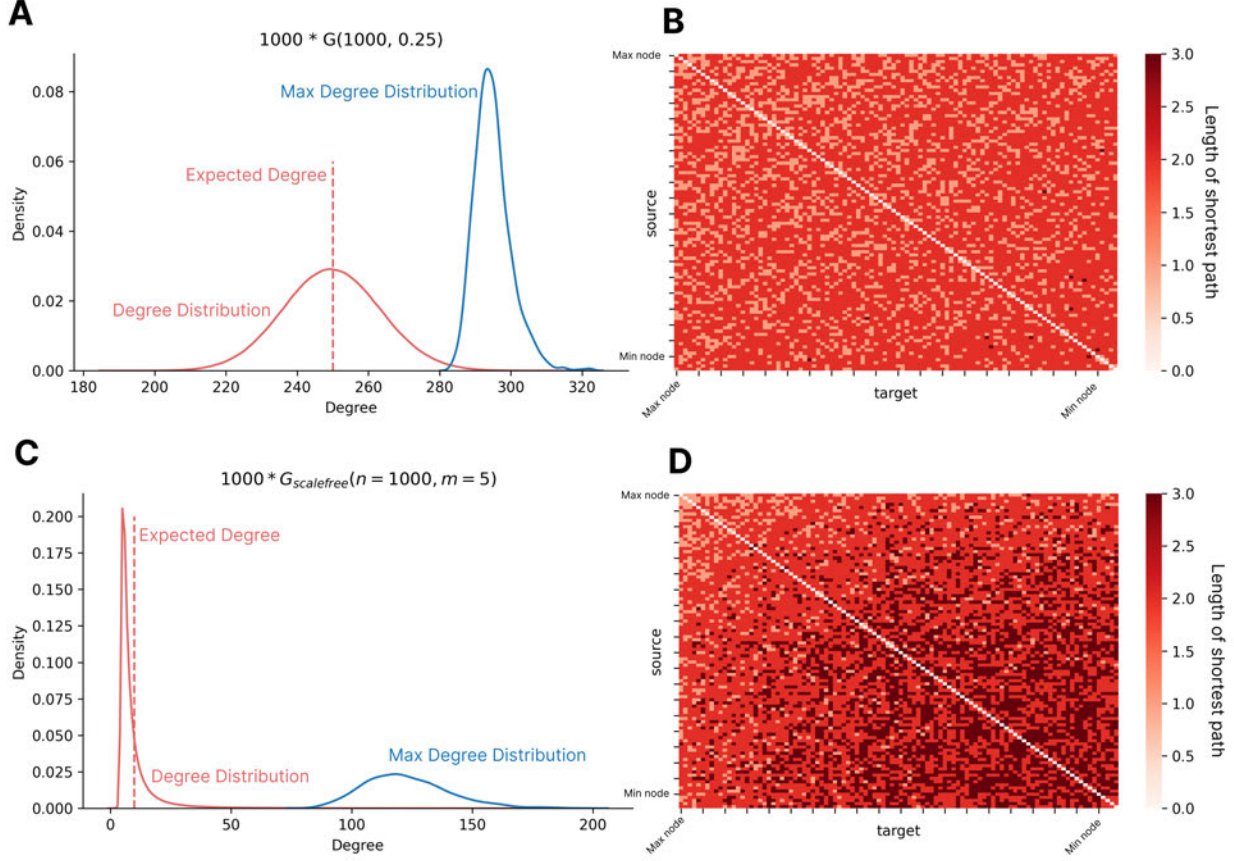 A
1000 * G(1000, 0.25)
Max Degree Distribution
Expected Degree
Degree Distribution
Density
0.08
0.06
0.04
0.02
0.00
180 200 220 240 260 280 300 320
Degree
B
Max node
source
Min node
Max node
target
Min node
3.0
2.5
2.0
1.5
1.0
0.5
0.0
Length of shortest path
C
1000 * G_scalefree(n = 1000, m = 5)
Expected Degree
Degree Distribution
Max Degree Distribution
Density
0.200
0.175
0.150
0.125
0.100
0.075
0.050
0.025
0.000
0 50 100 150 200
Degree
D
Max node
source
Min node
Max node
target
Min node
3.0
2.5
2.0
1.5
1.0
0.5
0.0
Length of shortest path